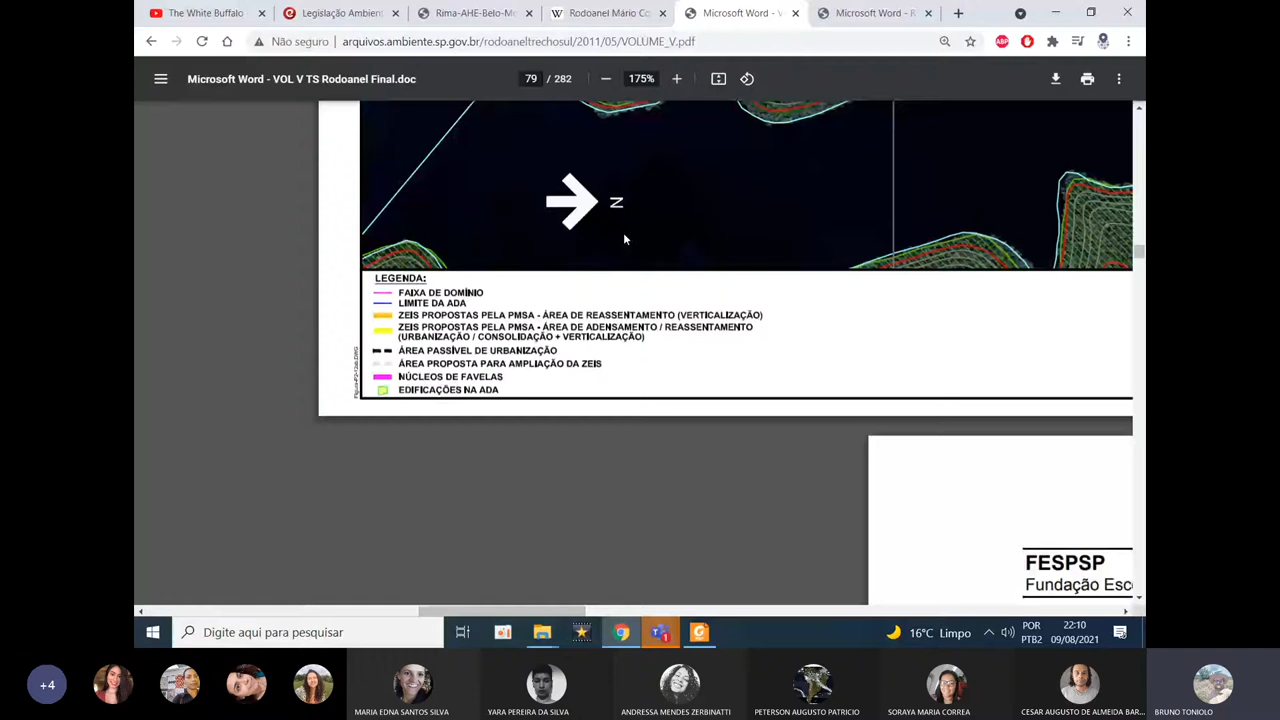 The White Buffalo
Legislação Ambien
Rima-AHE-Belo-Mo
Rodoanel Mário Co
Microsoft Word - V
Microsoft Word - R
Não seguro
arquivos.ambiente.sp.gov.br/rodoaneltrechosul/2011/05/VOLUME_V.pdf
ABP
Microsoft Word - VOL V TS Rodoanel Final.doc
79 / 282
175%
N
LEGENDA:
FAIXA DE DOMÍNIO
LIMITE DA ADA
ZEIS PROPOSTAS PELA PMSA - ÁREA DE REASSENTAMENTO (VERTICALIZAÇÃO)
ZEIS PROPOSTAS PELA PMSA - ÁREA DE ADENSAMENTO / REASSENTAMENTO
(URBANIZAÇÃO / CONSOLIDAÇÃO + VERTICALIZAÇÃO)
ÁREA PASSÍVEL DE URBANIZAÇÃO
ÁREA PROPOSTA PARA AMPLIAÇÃO DA ZEIS
NÚCLEOS DE FAVELAS
EDIFICAÇÕES NA ADA
FESPSP
Fundação Esc
Digite aqui para pesquisar
16°C Limpo
POR
PTB2
22:10
09/08/2021
+4
MARIA EDNA SANTOS SILVA
YARA PEREIRA DA SILVA
ANDRESSA MENDES ZERBINATTI
PETERSON AUGUSTO PATRICIO
SORAYA MARIA CORREA
CESAR AUGUSTO DE ALMEIDA BAR...
BRUNO TONIOLO